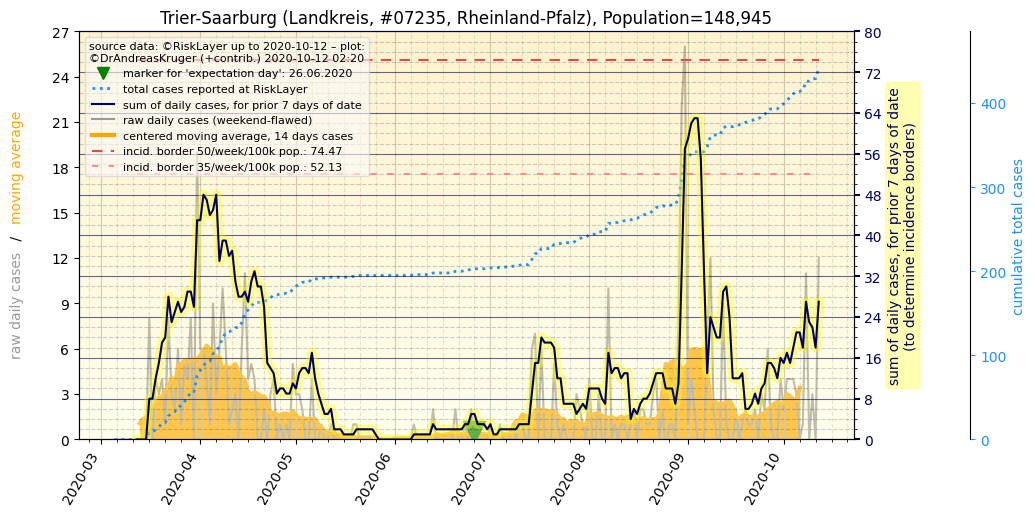 Trier-Saarburg (Landkreis, #07235, Rheinland-Pfalz), Population=148,945
source data: ©RiskLayer up to 2020-10-12 – plot:
©DrAndreasKruger (+contrib.) 2020-10-12 02:20
marker for 'expectation day': 26.06.2020
total cases reported at RiskLayer
sum of daily cases, for prior 7 days of date
raw daily cases (weekend-flawed)
centered moving average, 14 days cases
incid. border 50/week/100k pop.: 74.47
incid. border 35/week/100k pop.: 52.13
raw daily cases / moving average
27
24
21
18
15
12
9
6
3
0
80
72
64
56
48
40
32
24
16
8
0
sum of daily cases, for prior 7 days of date
(to determine incidence borders)
400
300
200
100
0
cumulative total cases
2020-03
2020-04
2020-05
2020-06
2020-07
2020-08
2020-09
2020-10